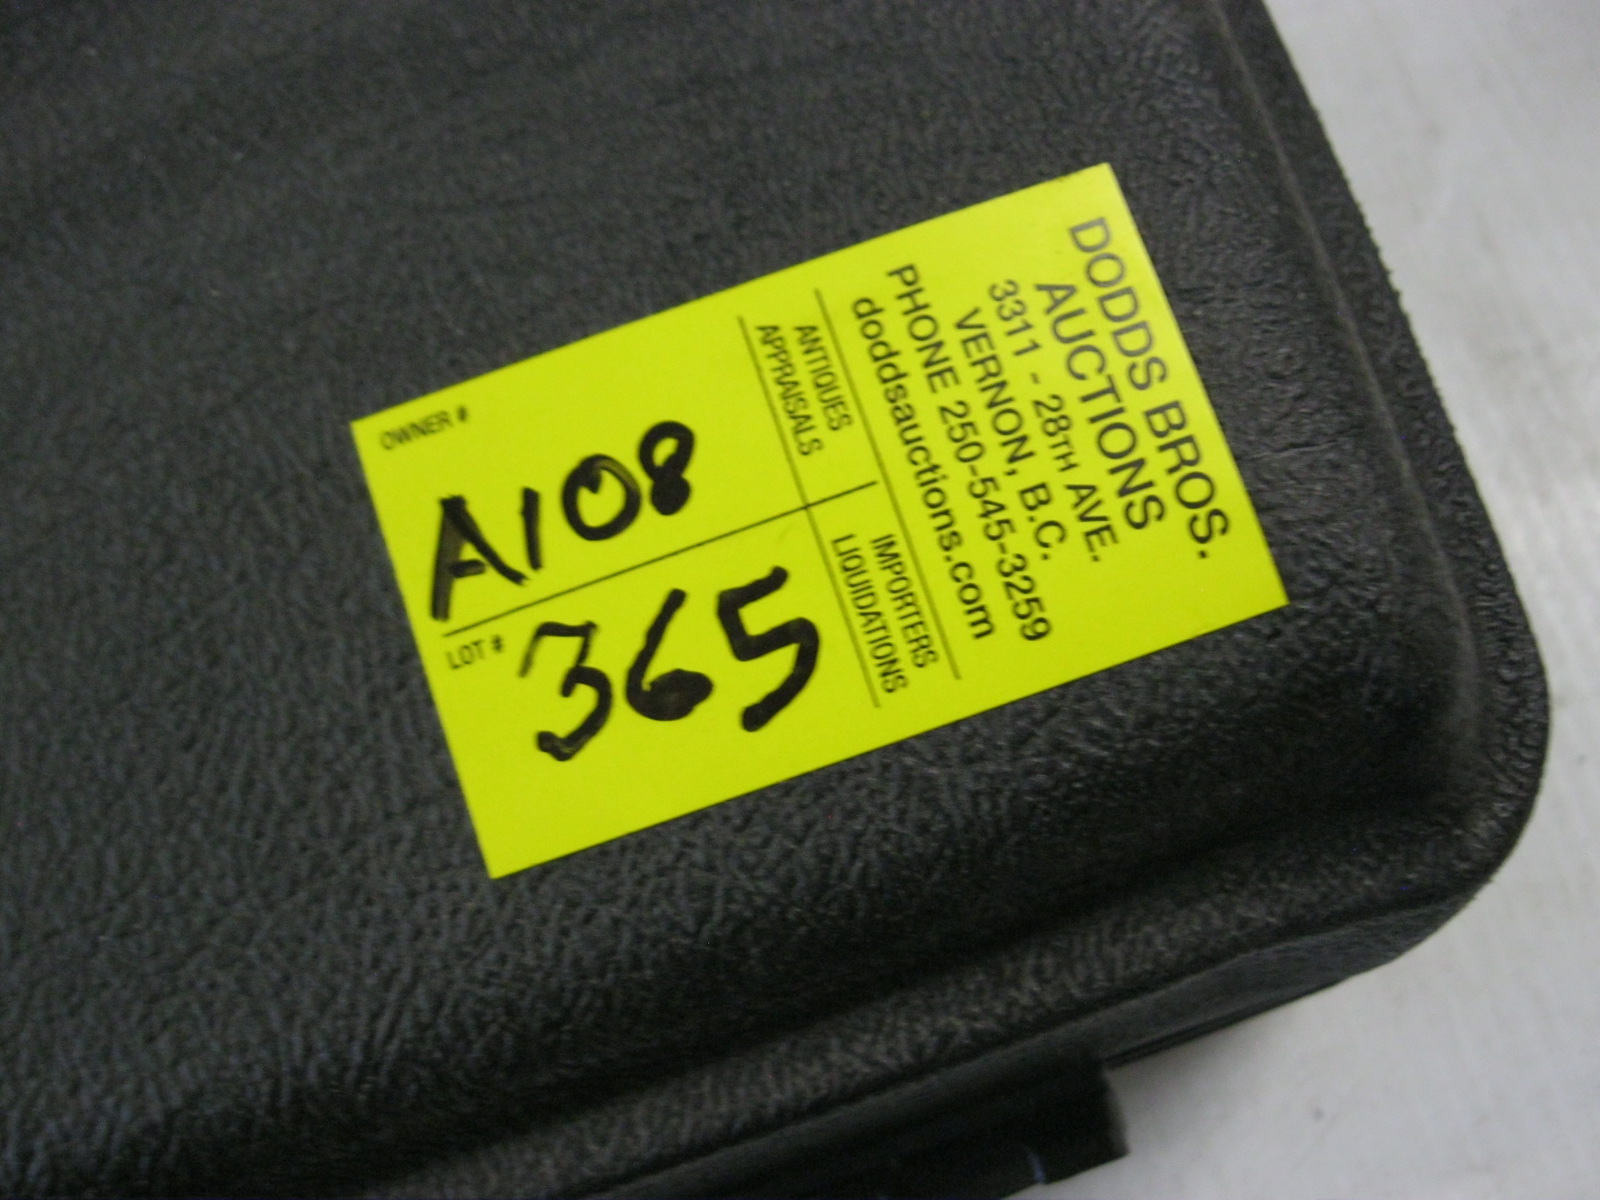 DODDS BROS.
AUCTIONS
3311 - 28TH AVE.
VERNON, B.C.
PHONE 250-545-3259
doddsauctions.com
ANTIQUES
APPRAISALS
IMPORTERS
LIQUIDATIONS
OWNER #
A108
LOT #
365